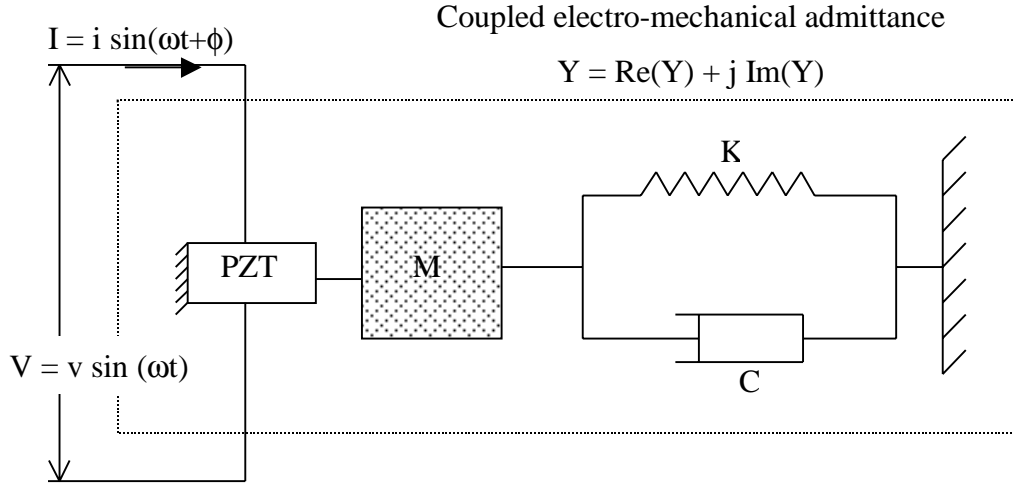 Coupled electro-mechanical admittance
I = i sin(ωt+ϕ)
Y = Re(Y) + j Im(Y)
K
PZT
M
V = v sin (ωt)
C